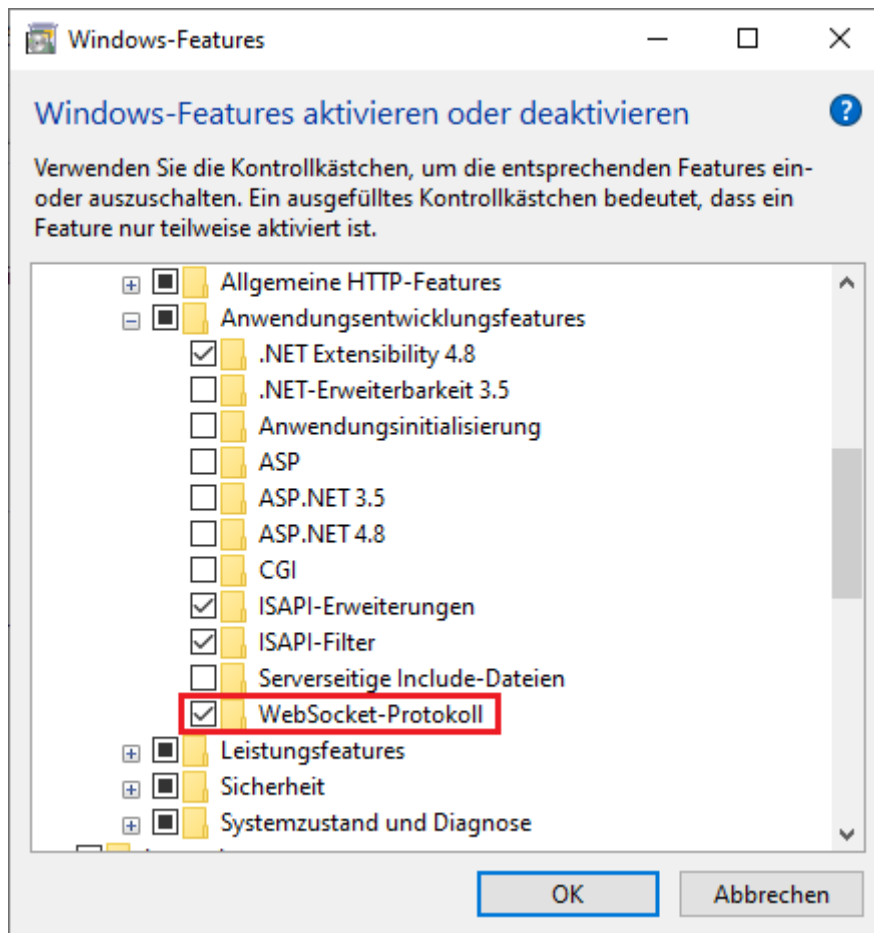 Windows-Features
Windows-Features aktivieren oder deaktivieren
?
Verwenden Sie die Kontrollkästchen, um die entsprechenden Features ein-
oder auszuschalten. Ein ausgefülltes Kontrollkästchen bedeutet, dass ein
Feature nur teilweise aktiviert ist.
Allgemeine HTTP-Features
Anwendungsentwicklungsfeatures
.NET Extensibility 4.8
.NET-Erweiterbarkeit 3.5
Anwendungsinitialisierung
ASP
ASP.NET 3.5
ASP.NET 4.8
CGI
ISAPI-Erweiterungen
ISAPI-Filter
Serverseitige Include-Dateien
WebSocket-Protokoll
Leistungsfeatures
Sicherheit
Systemzustand und Diagnose
OK
Abbrechen